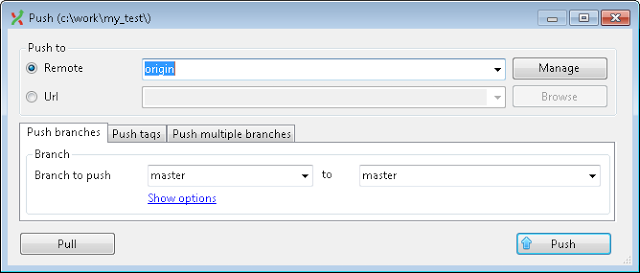 Push (c:\work\my_test\)
Push to
Remote origin Manage
Url Browse
Push branches Push tags Push multiple branches
Branch
Branch to push master to master
Show options
Pull Push